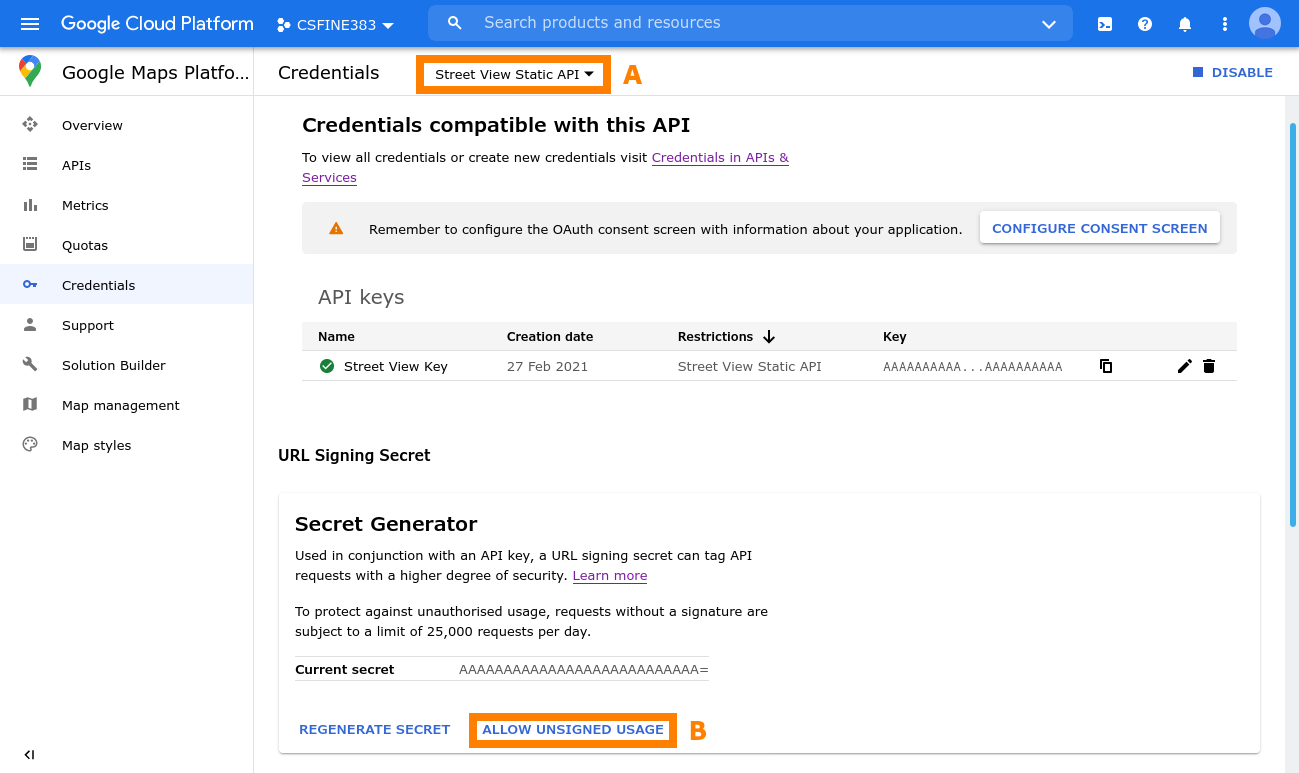 Google Cloud Platform
CSFINE383
Search products and resources
Google Maps Platfo...
Credentials
Street View Static API
A
DISABLE
Overview
APIs
Metrics
Quotas
Credentials
Support
Solution Builder
Map management
Map styles
Credentials compatible with this API
To view all credentials or create new credentials visit Credentials in APIs &
Services
Remember to configure the OAuth consent screen with information about your application.
CONFIGURE CONSENT SCREEN
API keys
Name Creation date Restrictions Key
Street View Key 27 Feb 2021 Street View Static API AAAAAAAAAA...AAAAAAAAAA
URL Signing Secret
Secret Generator
Used in conjunction with an API key, a URL signing secret can tag API
requests with a higher degree of security. Learn more
To protect against unauthorised usage, requests without a signature are
subject to a limit of 25,000 requests per day.
Current secret AAAAAAAAAAAAAAAAAAAAAAAAAAA=
REGENERATE SECRET
ALLOW UNSIGNED USAGE
B